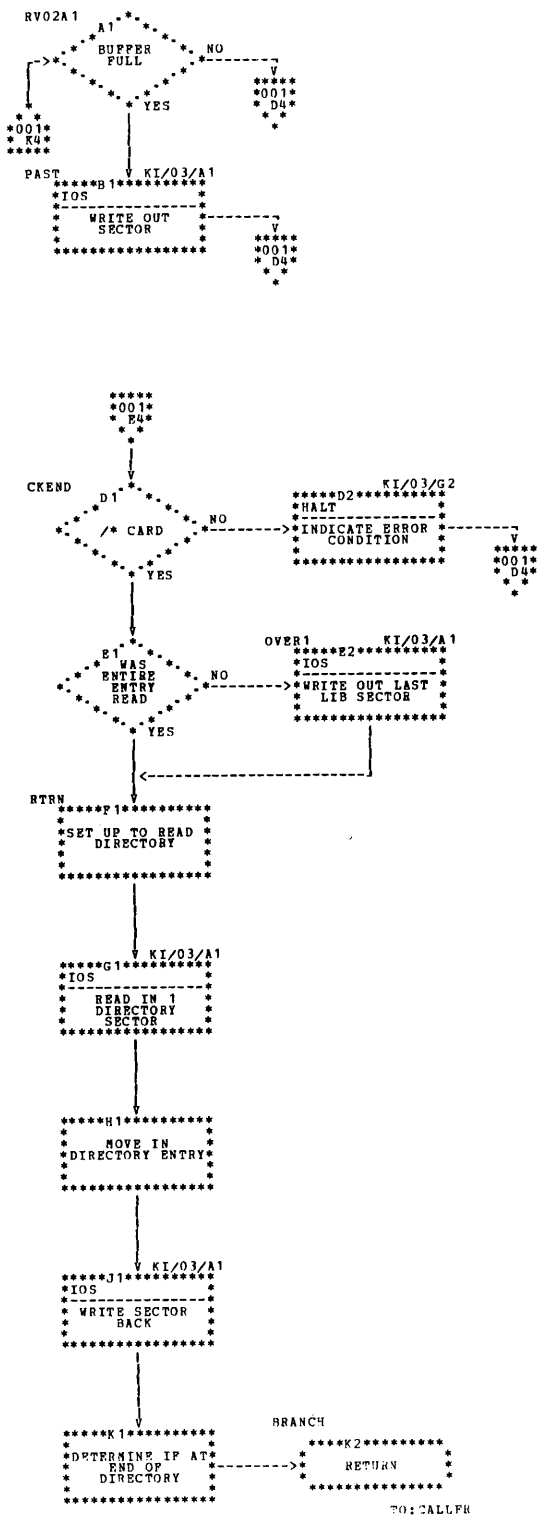 RV02A1
A1
BUFFER
FULL
NO
YES
001
D4
001
K4
PAST
B1
KI/03/A1
IOS
WRITE OUT
SECTOR
001
D4
001
E4
CKEND
D1
/* CARD
NO
YES
KI/03/G2
D2
HALT
INDICATE ERROR
CONDITION
001
D4
E1
WAS
ENTIRE
ENTRY
READ
NO
YES
OVER1
KI/03/A1
E2
IOS
WRITE OUT LAST
LIB SECTOR
RTRN
F1
SET UP TO READ
DIRECTORY
KI/03/A1
G1
IOS
READ IN 1
DIRECTORY
SECTOR
H1
MOVE IN
DIRECTORY ENTRY
KI/03/A1
J1
IOS
WRITE SECTOR
BACK
K1
DETERMINE IF AT
END OF
DIRECTORY
BRANCH
K2
RETURN
TO:CALLER